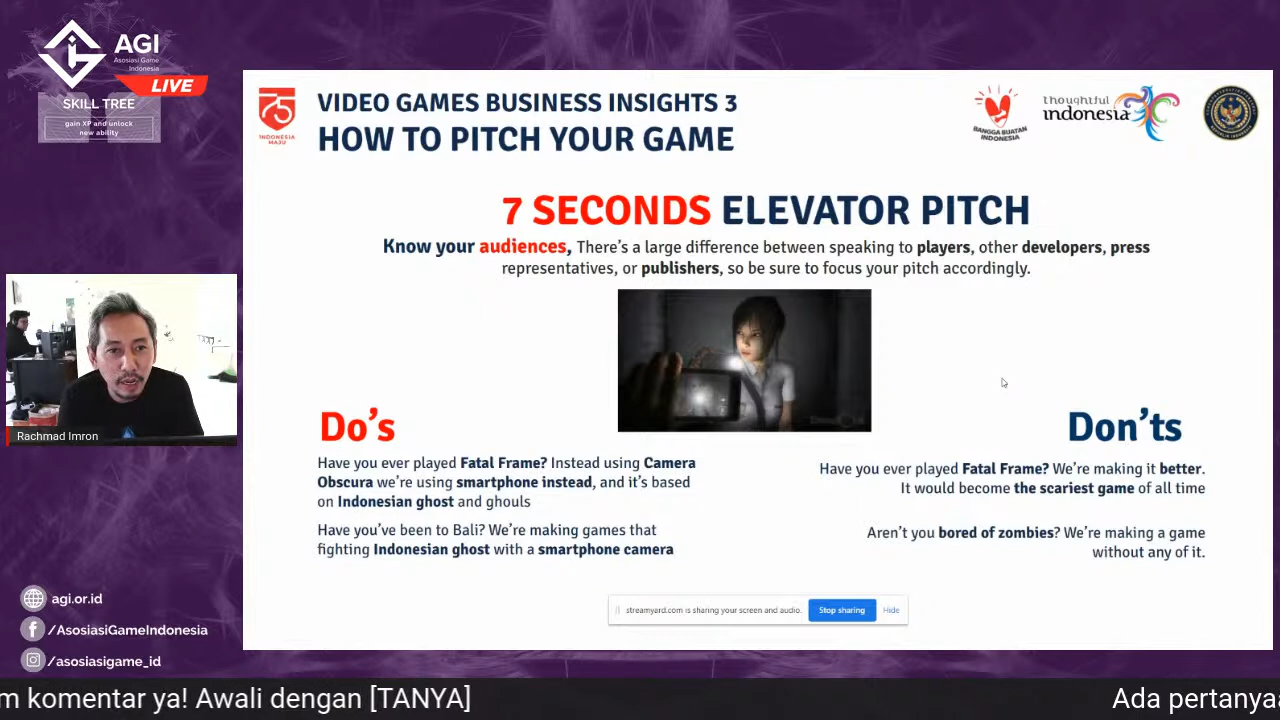 AGI
Asosiasi Game
Indonesia
LIVE
SKILL TREE
gain XP and unlock
new ability
75
INDONESIA
MAJU
VIDEO GAMES BUSINESS INSIGHTS 3
HOW TO PITCH YOUR GAME
BANGGA BUATAN
INDONESIA
thoughtful
indonesia
7 SECONDS ELEVATOR PITCH
Know your audiences, There's a large difference between speaking to players, other developers, press
representatives, or publishers, so be sure to focus your pitch accordingly.
Do's
Have you ever played Fatal Frame? Instead using Camera
Obscura we're using smartphone instead, and it's based
on Indonesian ghost and ghouls
Have you've been to Bali? We're making games that
fighting Indonesian ghost with a smartphone camera
Don'ts
Have you ever played Fatal Frame? We're making it better.
It would become the scariest game of all time
Aren't you bored of zombies? We're making a game
without any of it.
Rachmad Imron
streamyard.com is sharing your screen and audio.
Stop sharing
Hide
agi.or.id
/AsosiasiGameIndonesia
/asosiasigame_id
m komentar ya! Awali dengan [TANYA]
Ada pertanya